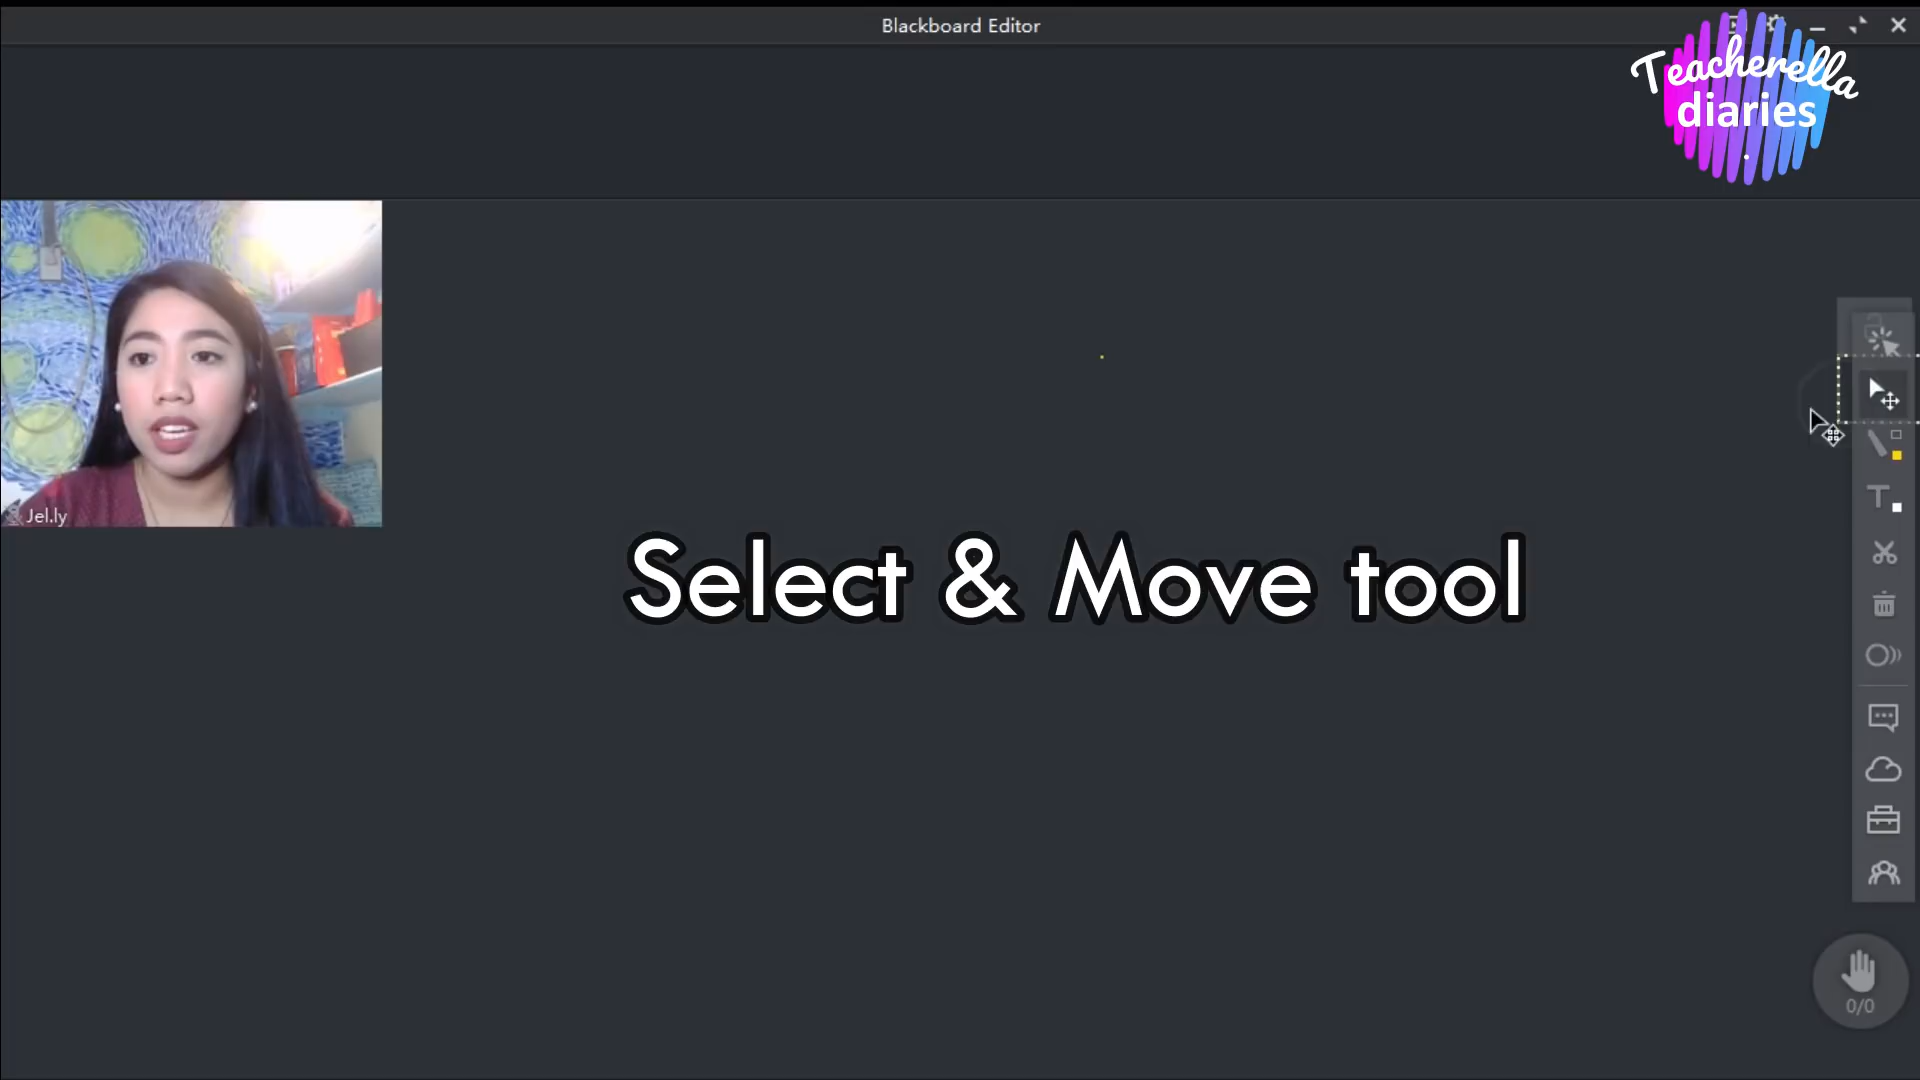 Blackboard Editor
Teacherella
diaries
Jel.ly
Select & Move tool
T
0/0